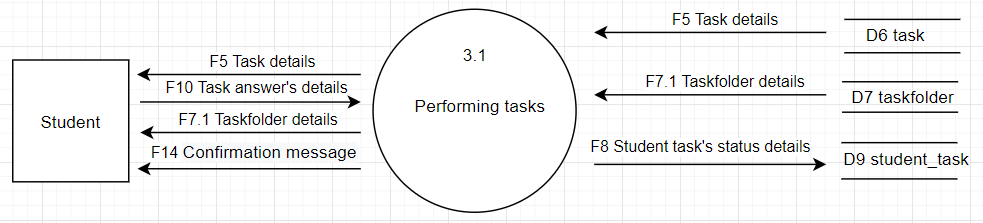 Student
F5 Task details
F10 Task answer's details
F7.1 Taskfolder details
F14 Confirmation message
3.1
Performing tasks
F5 Task details
F7.1 Taskfolder details
F8 Student task's status details
D6 task
D7 taskfolder
D9 student_task